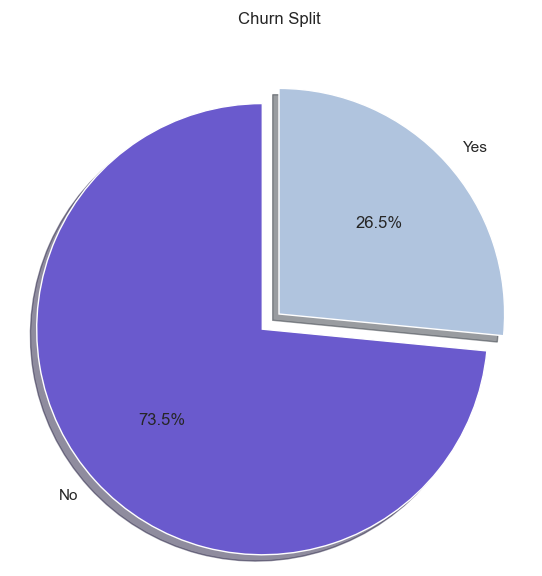 Churn Split
Yes
26.5%
73.5%
No